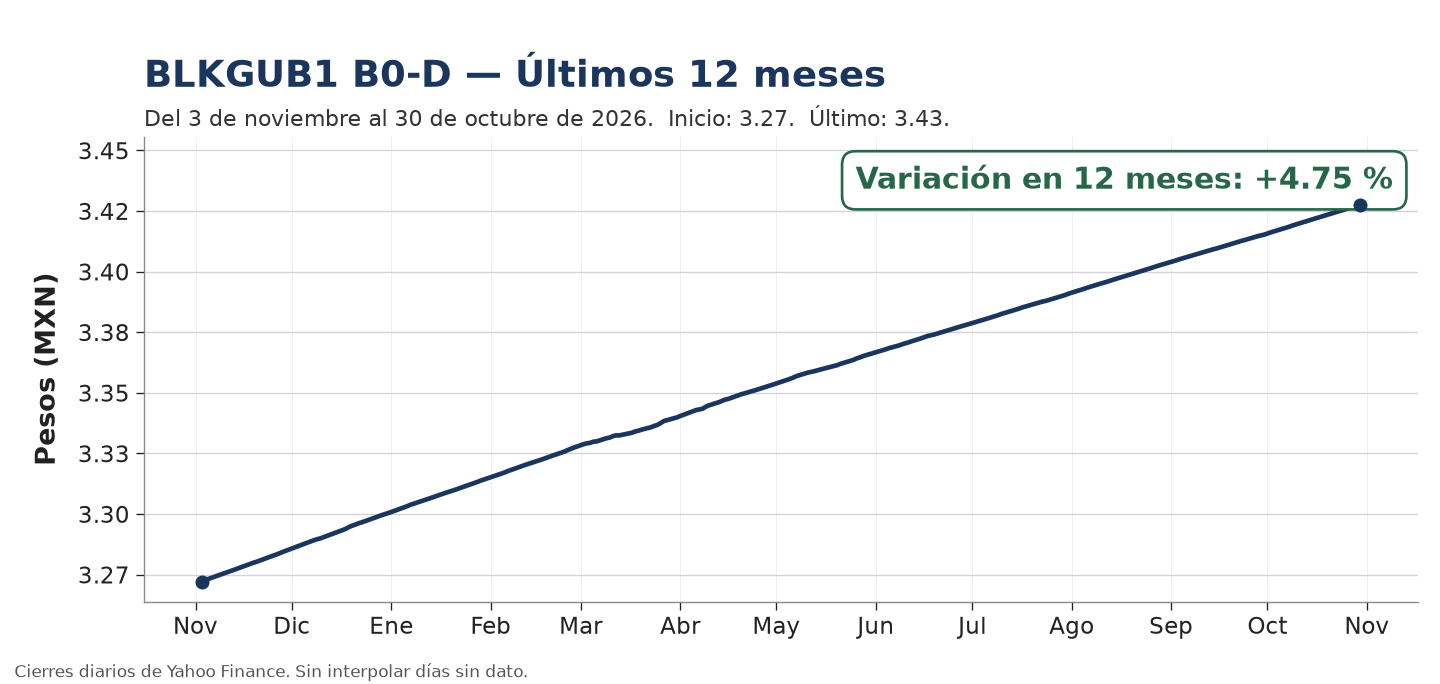 BLKGUB1 B0-D — Últimos 12 meses
Del 3 de noviembre al 30 de octubre de 2026.  Inicio: 3.27.  Último: 3.43.
Variación en 12 meses: +4.75 %
Pesos (MXN)
3.45
3.42
3.40
3.38
3.35
3.33
3.30
3.27
Nov Dic Ene Feb Mar Abr May Jun Jul Ago Sep Oct Nov
Cierres diarios de Yahoo Finance. Sin interpolar días sin dato.